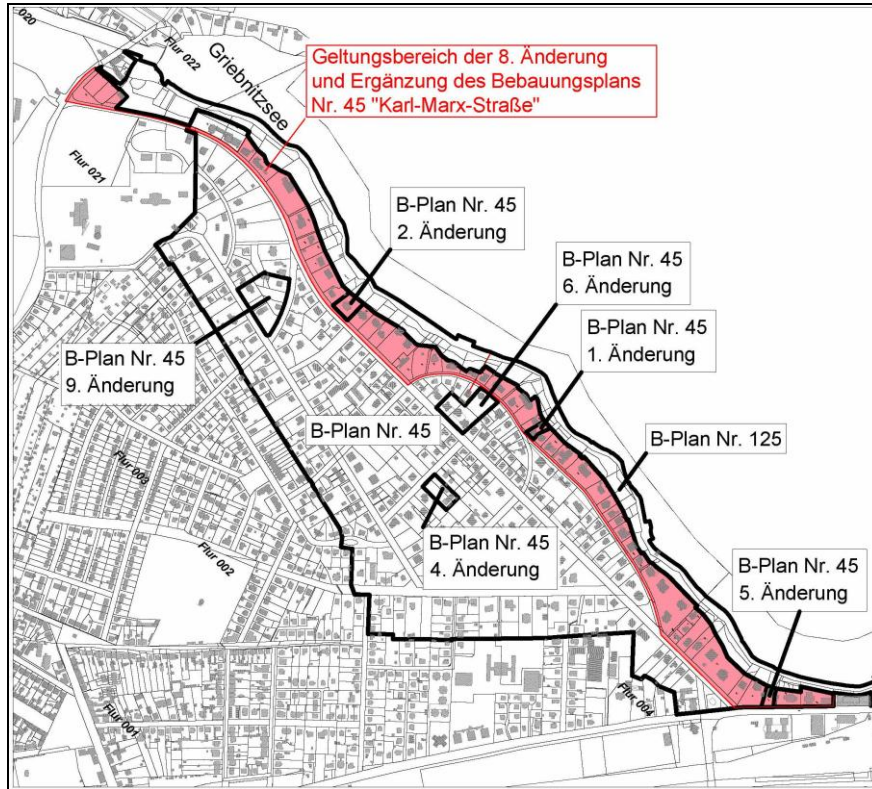 020
Flur 022
Griebnitzsee
Geltungsbereich der 8. Änderung
und Ergänzung des Bebauungsplans
Nr. 45 "Karl-Marx-Straße"
Flur 021
B-Plan Nr. 45
2. Änderung
B-Plan Nr. 45
6. Änderung
B-Plan Nr. 45
1. Änderung
B-Plan Nr. 45
9. Änderung
B-Plan Nr. 45
B-Plan Nr. 125
Flur 003
B-Plan Nr. 45
4. Änderung
Flur 002
B-Plan Nr. 45
5. Änderung
Flur 004
Flur 001